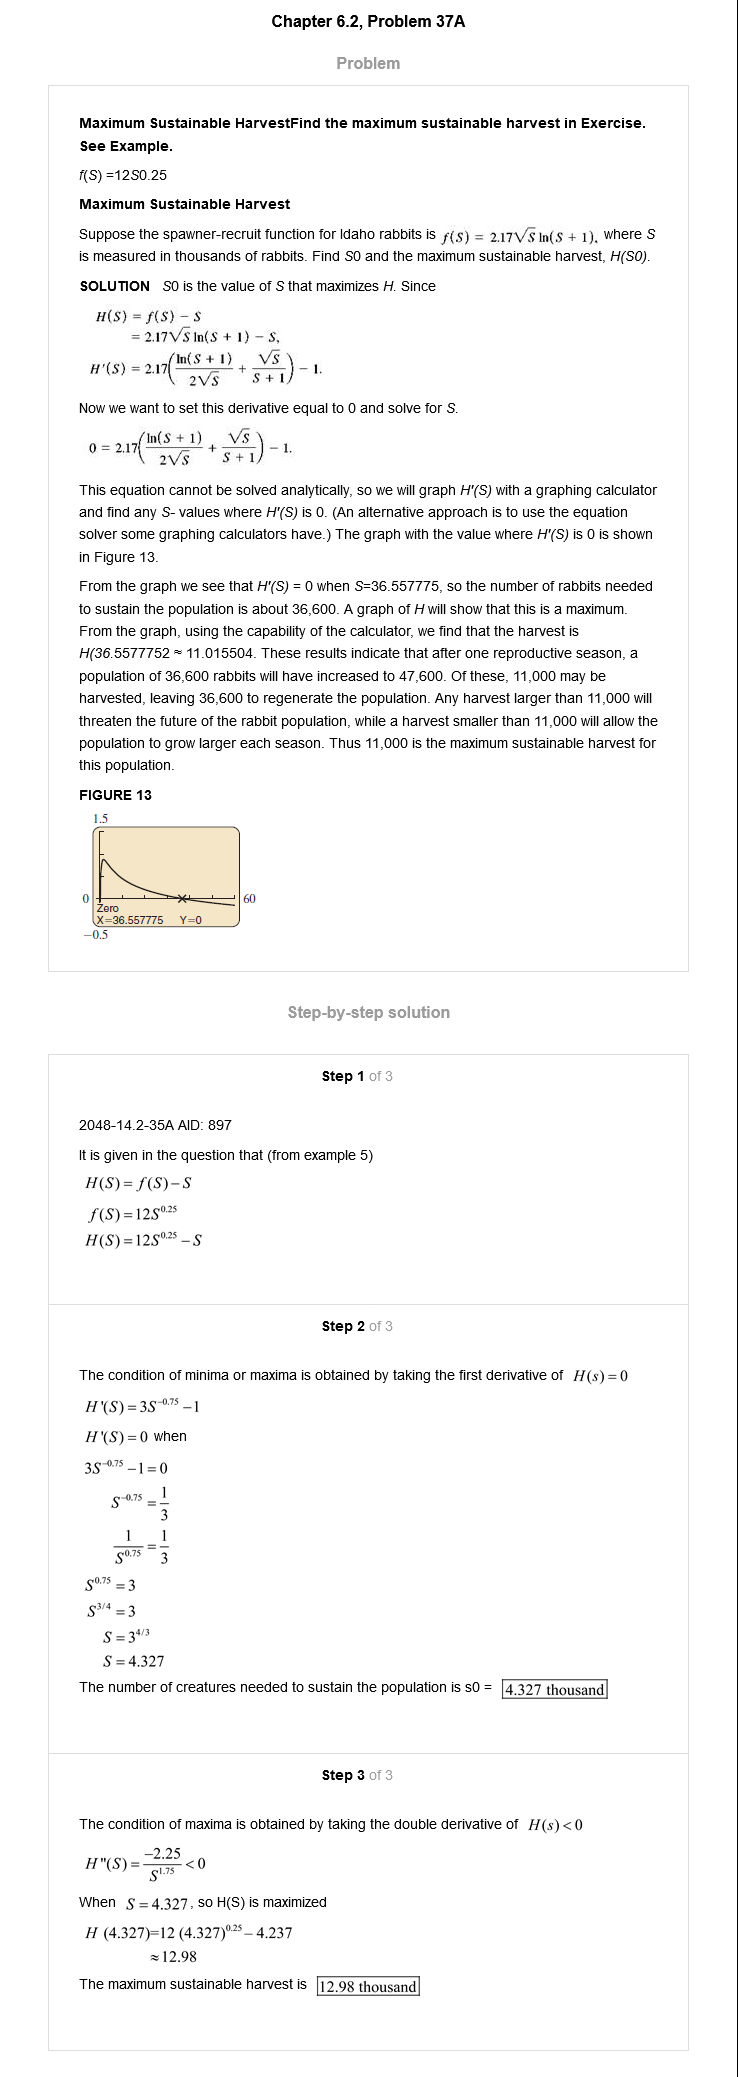 Chapter 6.2, Problem 37A
Problem
Maximum Sustainable HarvestFind the maximum sustainable harvest in Exercise.
See Example.
f(S) =12S0.25
Maximum Sustainable Harvest
Suppose the spawner-recruit function for Idaho rabbits is f(S) = 2.17√S ln(S + 1), where S
is measured in thousands of rabbits. Find S0 and the maximum sustainable harvest, H(S0).
SOLUTION S0 is the value of S that maximizes H. Since
H(S) = f(S) − S
= 2.17√S ln(S + 1) − S,
H′(S) = 2.17(ln(S + 1)/2√S + √S/S + 1) − 1.
Now we want to set this derivative equal to 0 and solve for S.
0 = 2.17(ln(S + 1)/2√S + √S/S + 1) − 1.
This equation cannot be solved analytically, so we will graph H'(S) with a graphing calculator
and find any S- values where H'(S) is 0. (An alternative approach is to use the equation
solver some graphing calculators have.) The graph with the value where H'(S) is 0 is shown
in Figure 13.
From the graph we see that H'(S) = 0 when S=36.557775, so the number of rabbits needed
to sustain the population is about 36,600. A graph of H will show that this is a maximum.
From the graph, using the capability of the calculator, we find that the harvest is
H(36.5577752 ≈ 11.015504. These results indicate that after one reproductive season, a
population of 36,600 rabbits will have increased to 47,600. Of these, 11,000 may be
harvested, leaving 36,600 to regenerate the population. Any harvest larger than 11,000 will
threaten the future of the rabbit population, while a harvest smaller than 11,000 will allow the
population to grow larger each season. Thus 11,000 is the maximum sustainable harvest for
this population.
FIGURE 13
1.5
0 60
Zero
X=36.557775 Y=0
−0.5
Step-by-step solution
Step 1 of 3
2048-14.2-35A AID: 897
It is given in the question that (from example 5)
H(S) = f(S) − S
f(S) = 12S^0.25
H(S) = 12S^0.25 − S
Step 2 of 3
The condition of minima or maxima is obtained by taking the first derivative of H(s) = 0
H'(S) = 3S^−0.75 − 1
H'(S) = 0 when
3S^−0.75 − 1 = 0
S^−0.75 = 1/3
1/S^0.75 = 1/3
S^0.75 = 3
S^3/4 = 3
S = 3^4/3
S = 4.327
The number of creatures needed to sustain the population is s0 = 4.327 thousand
Step 3 of 3
The condition of maxima is obtained by taking the double derivative of H(s) < 0
H"(S) = −2.25/S^1.75 < 0
When S = 4.327, so H(S) is maximized
H (4.327)=12 (4.327)^0.25 − 4.237
≈ 12.98
The maximum sustainable harvest is 12.98 thousand